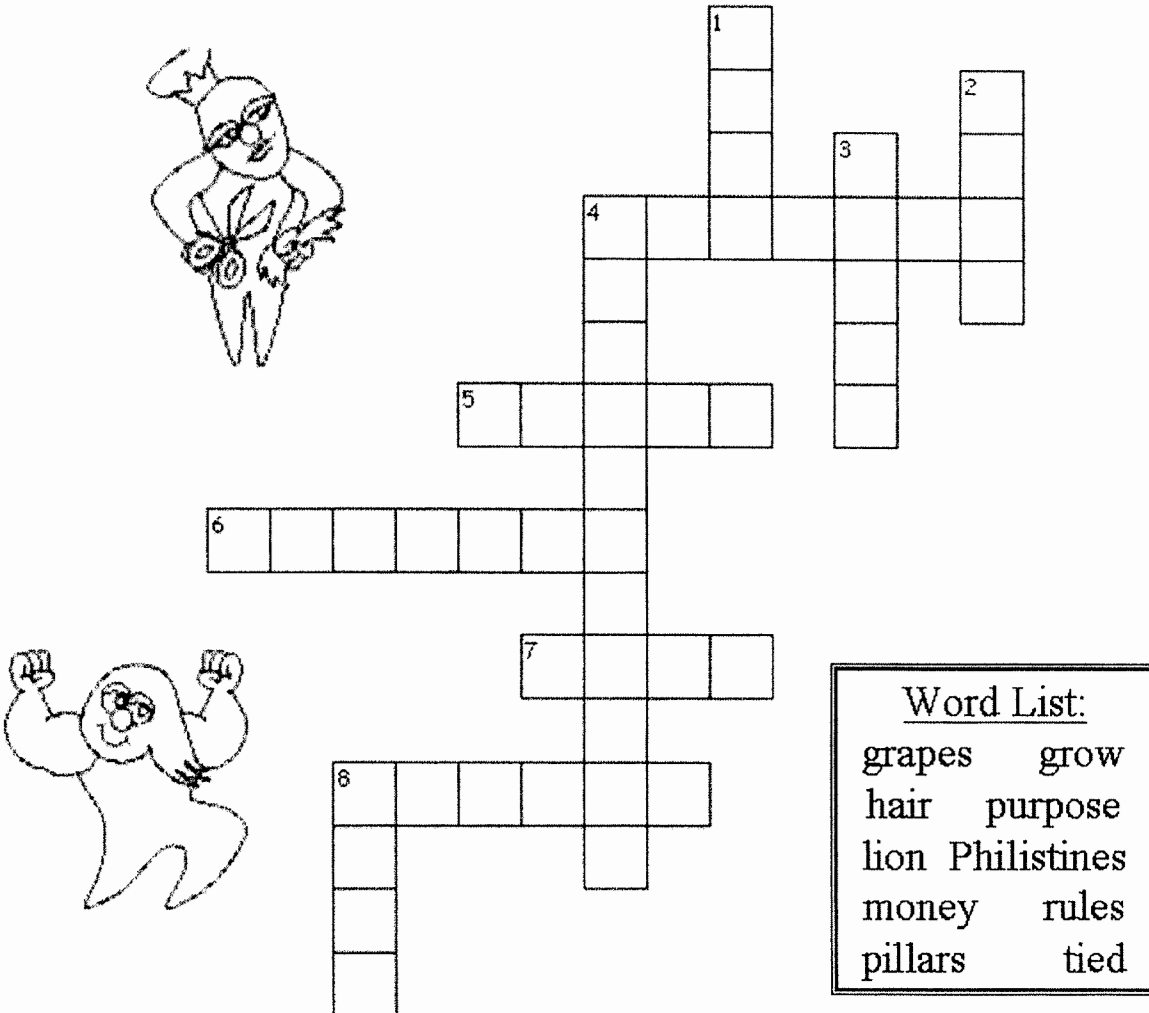 1
2
3
4
5
6
7
8
Word List:
grapes grow
hair purpose
lion Philistines
money rules
pillars tied